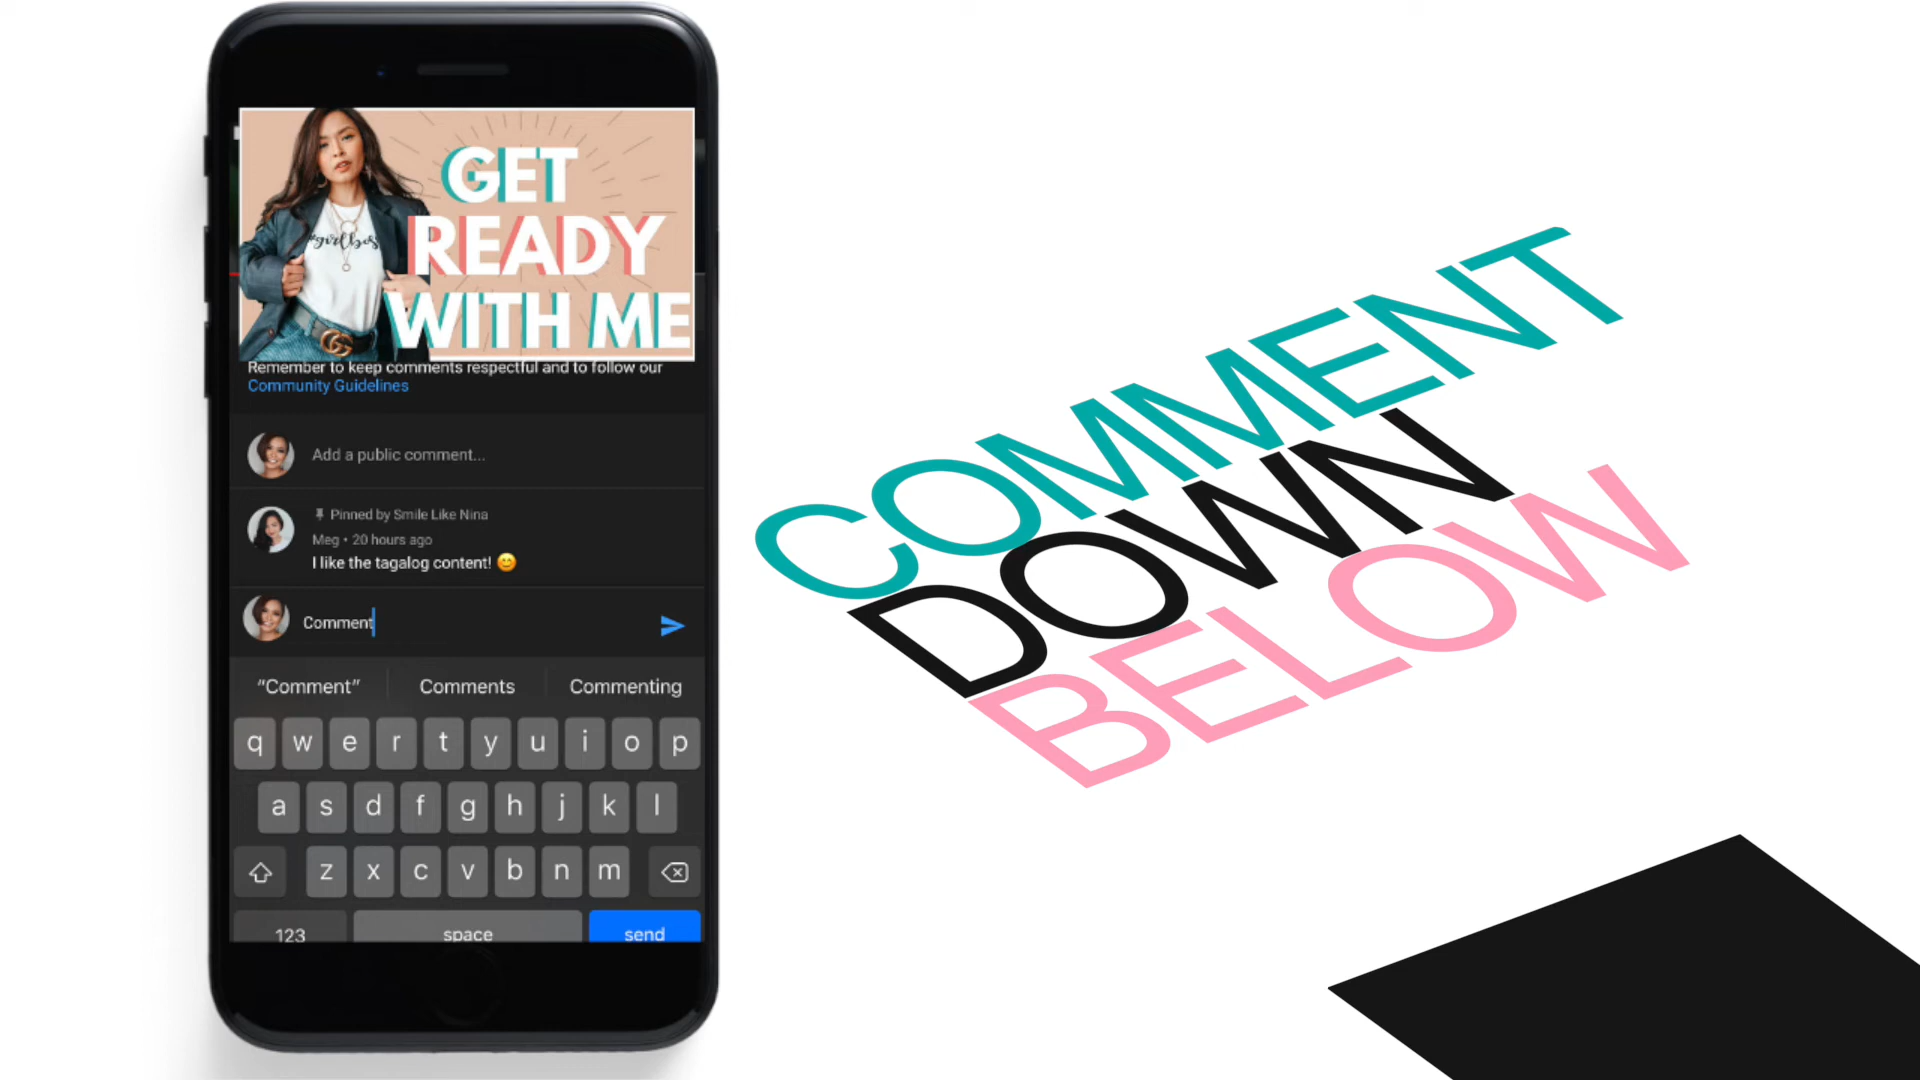 GET
READY
WITH ME
#girlboss
Remember to keep comments respectful and to follow our
Community Guidelines
Add a public comment...
Pinned by Smile Like Nina
Meg • 20 hours ago
I like the tagalog content! 😊
Comment
“Comment”
Comments
Commenting
q w e r t y u i o p
a s d f g h j k l
z x c v b n m
123
space
send
COMMENT
DOWN
BELOW